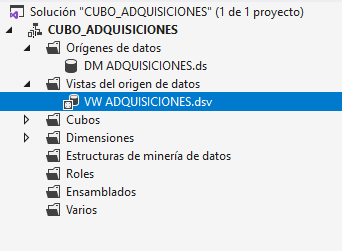 Solución "CUBO_ADQUISICIONES" (1 de 1 proyecto)
CUBO_ADQUISICIONES
Orígenes de datos
DM ADQUISICIONES.ds
Vistas del origen de datos
VW ADQUISICIONES.dsv
Cubos
Dimensiones
Estructuras de minería de datos
Roles
Ensamblados
Varios